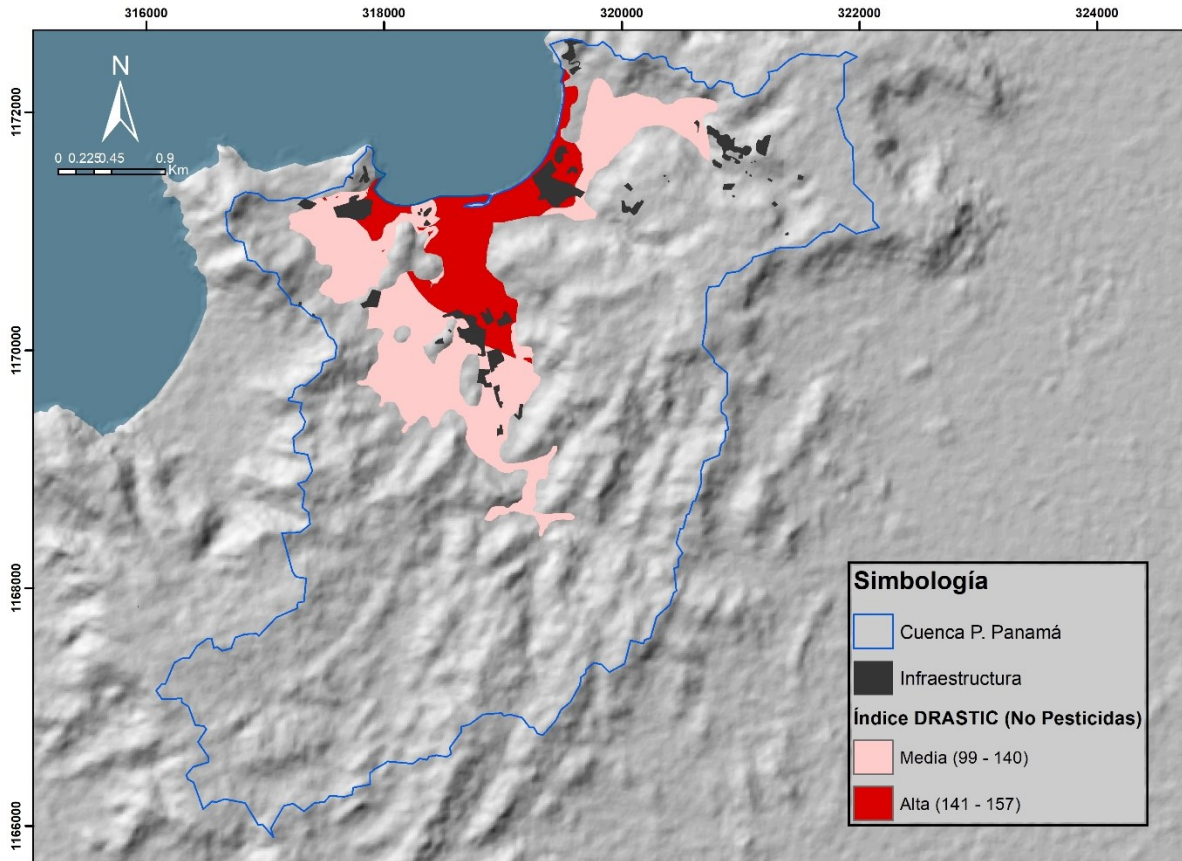 316000 318000 320000 322000 324000
N
1172000
0 0.225 0.45 0.9
Km
1170000
1168000
1166000
Simbología
Cuenca P. Panamá
Infraestructura
Índice DRASTIC (No Pesticidas)
Media (99 - 140)
Alta (141 - 157)